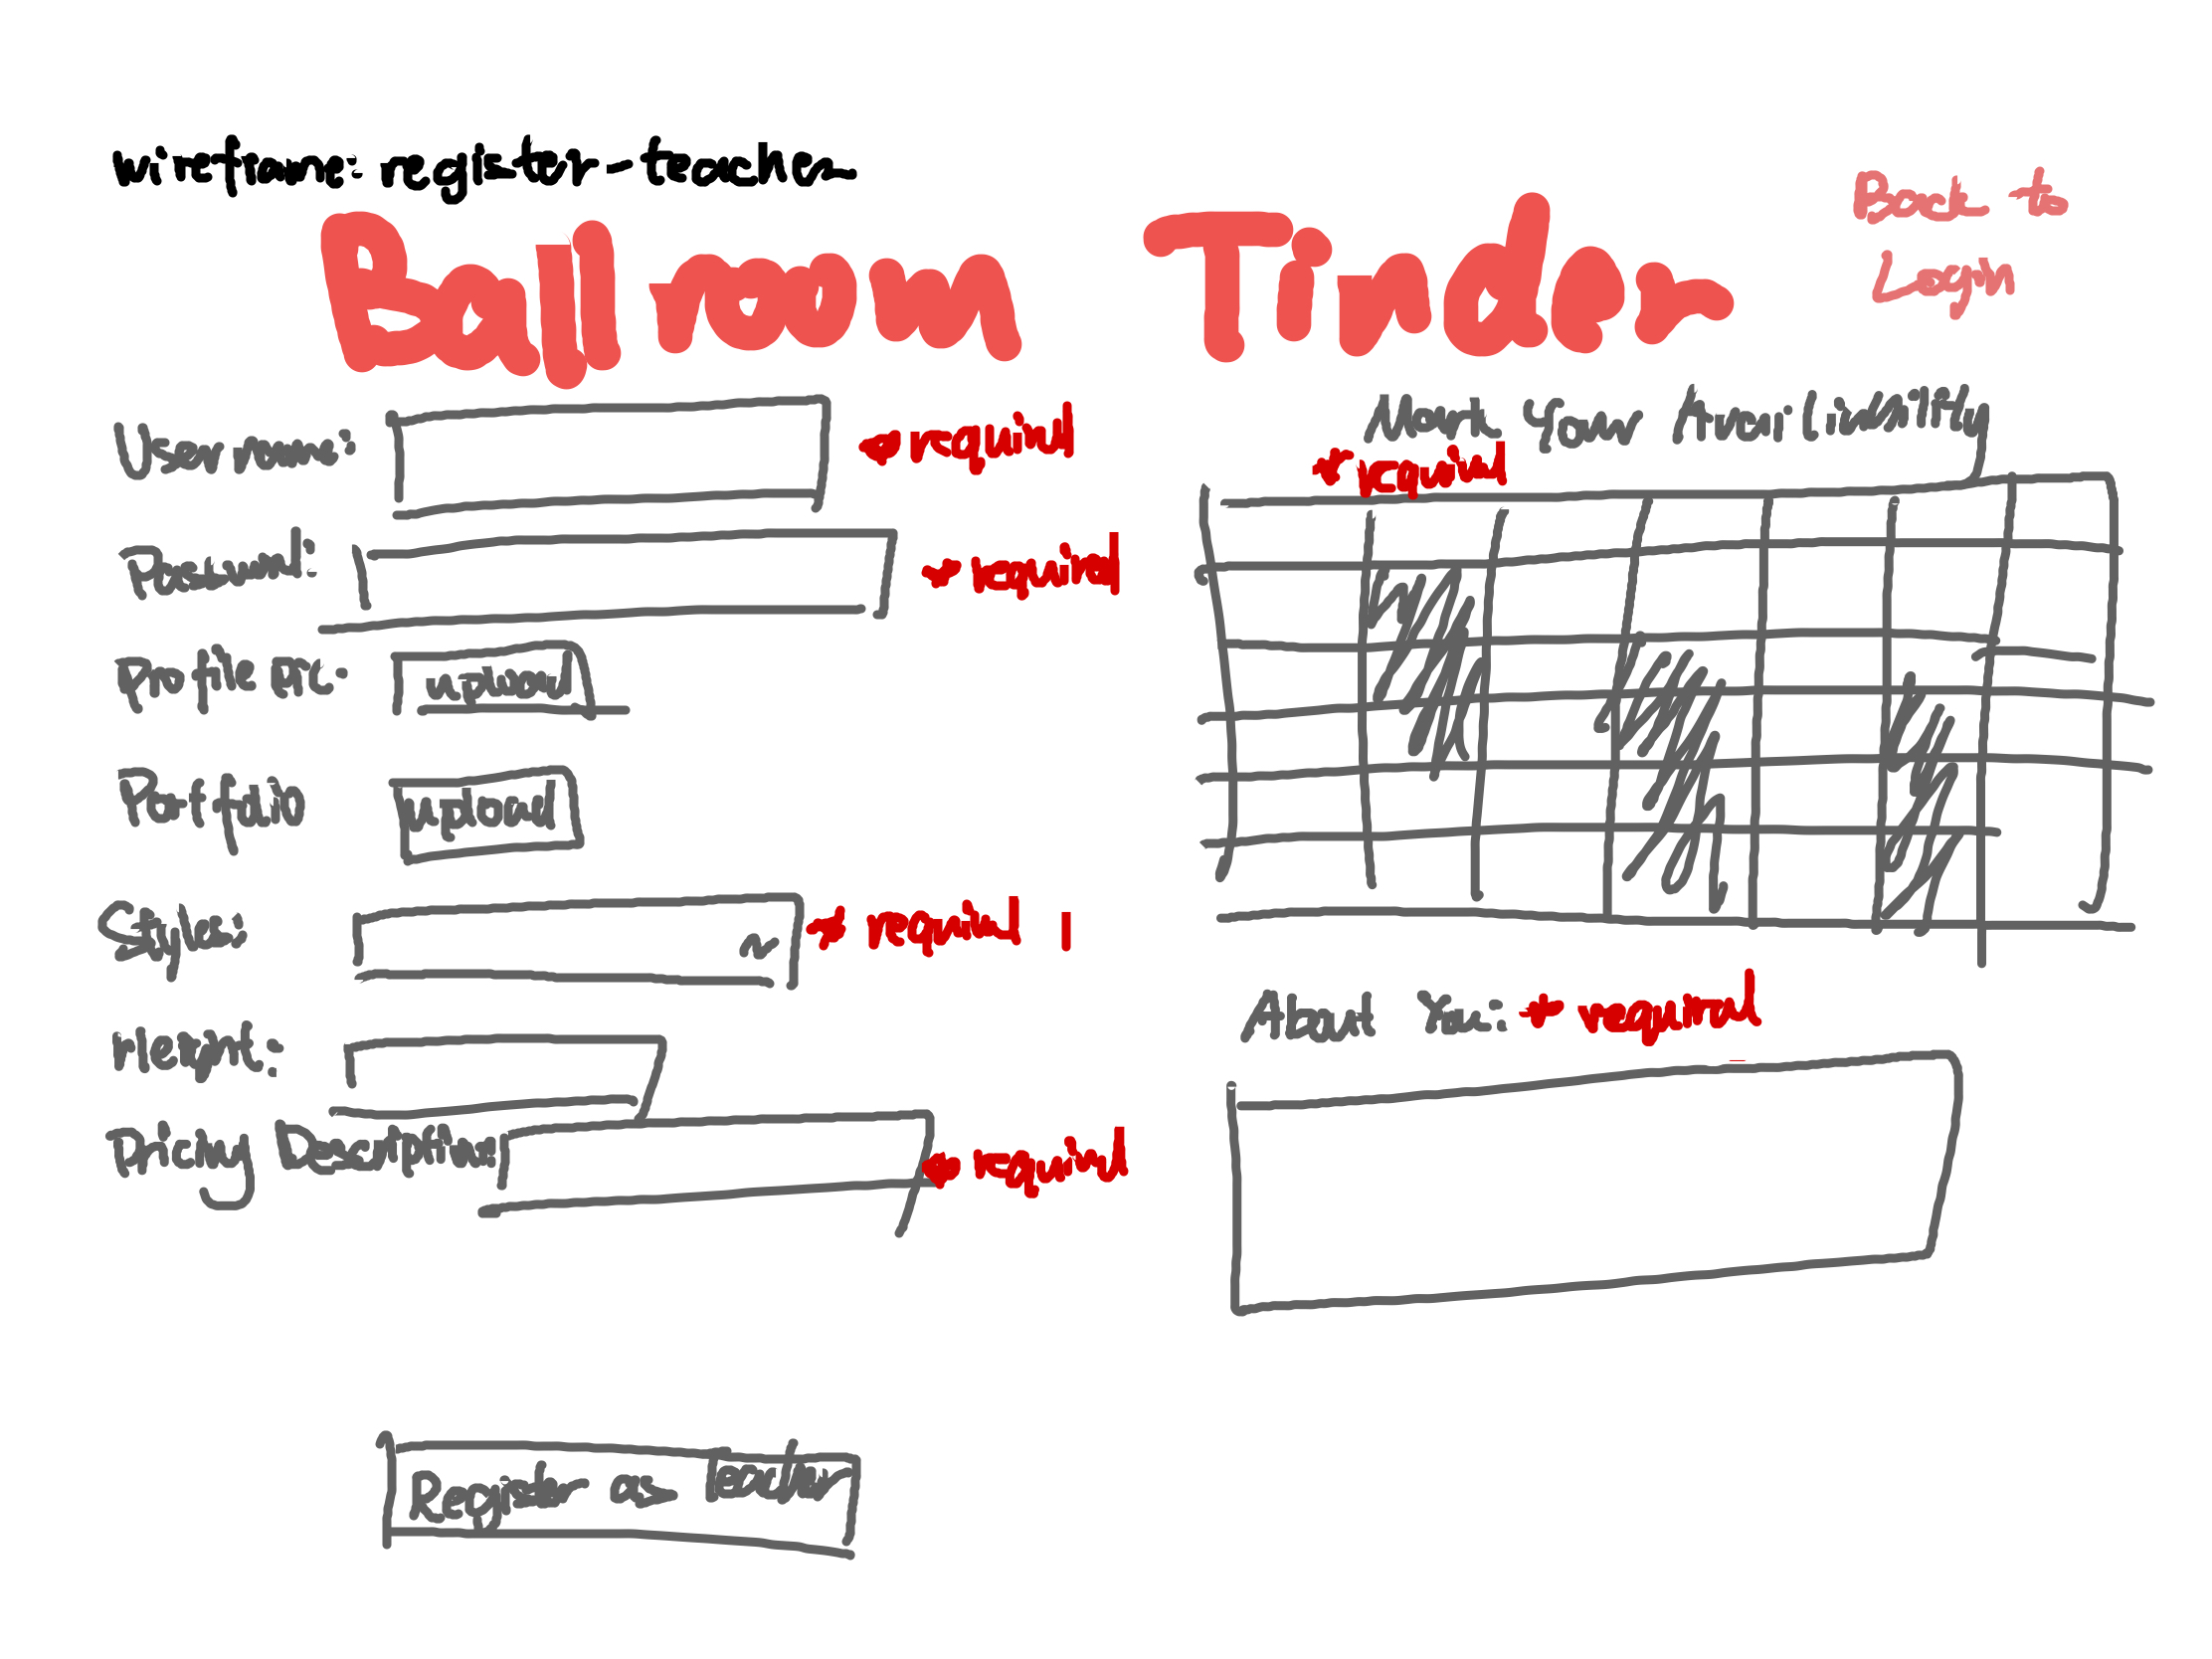 wireframe: register-teacher
Back to
Login
Ballroom Tinder
Username:
* required
Password:
* required
Profile Pic:
upload
Portfolio
upload
Styles:
* required
Height:
Pricing Description
* required
Register as Teacher
Mark Your Availability
* required
About You: * required